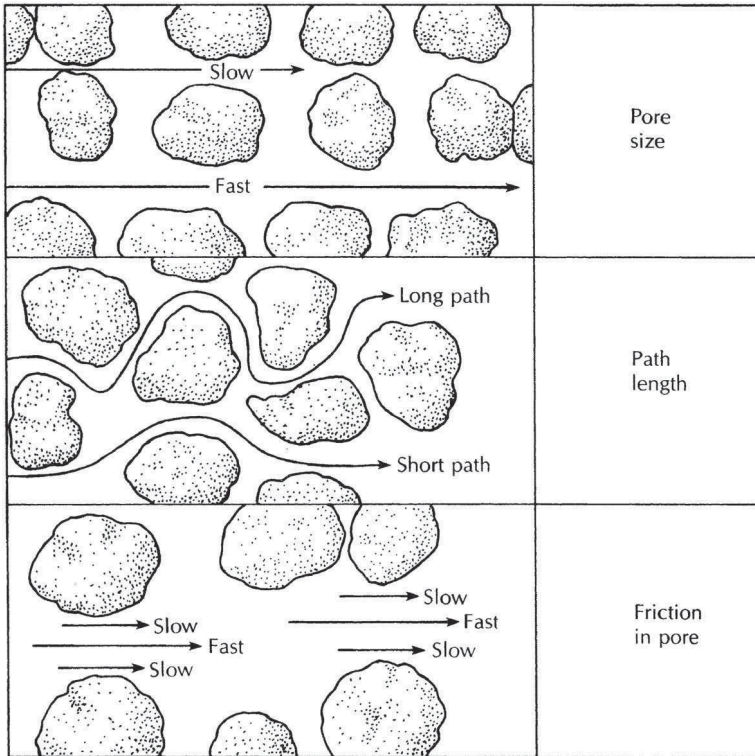 Slow
Pore
size
Fast
Long path
Path
length
Short path
Slow
Slow
Fast
Fast
Slow
Slow
Friction
in pore